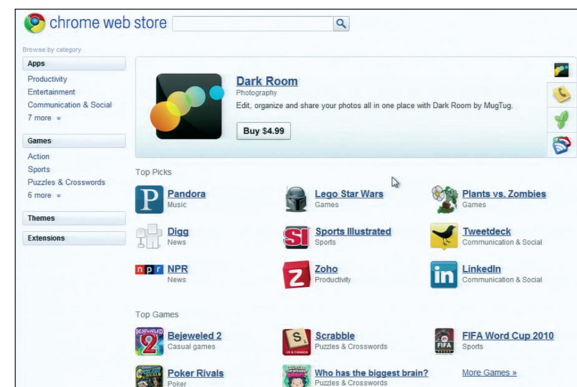 chrome web store
Browse by category
Apps
Productivity
Entertainment
Communication & Social
7 more »
Games
Action
Sports
Puzzles & Crosswords
6 more »
Themes
Extensions
Dark Room
Photography
Edit, organize and share your photos all in one place with Dark Room by MugTug.
Buy $4.99
Top Picks
P
Pandora
Music
Lego Star Wars
Games
Plants vs. Zombies
Games
Digg
News
SI
Sports Illustrated
Sports
Tweetdeck
Communication & Social
n p r
NPR
News
Z
Zoho
Productivity
in
LinkedIn
Communication & Social
Top Games
2
Bejeweled 2
Casual games
S
Scrabble
Puzzles & Crosswords
FIFA
FIFA World Cup 2010
Sports
Poker Rivals
Poker
Who has the biggest brain?
Puzzles & Crosswords
More Games »